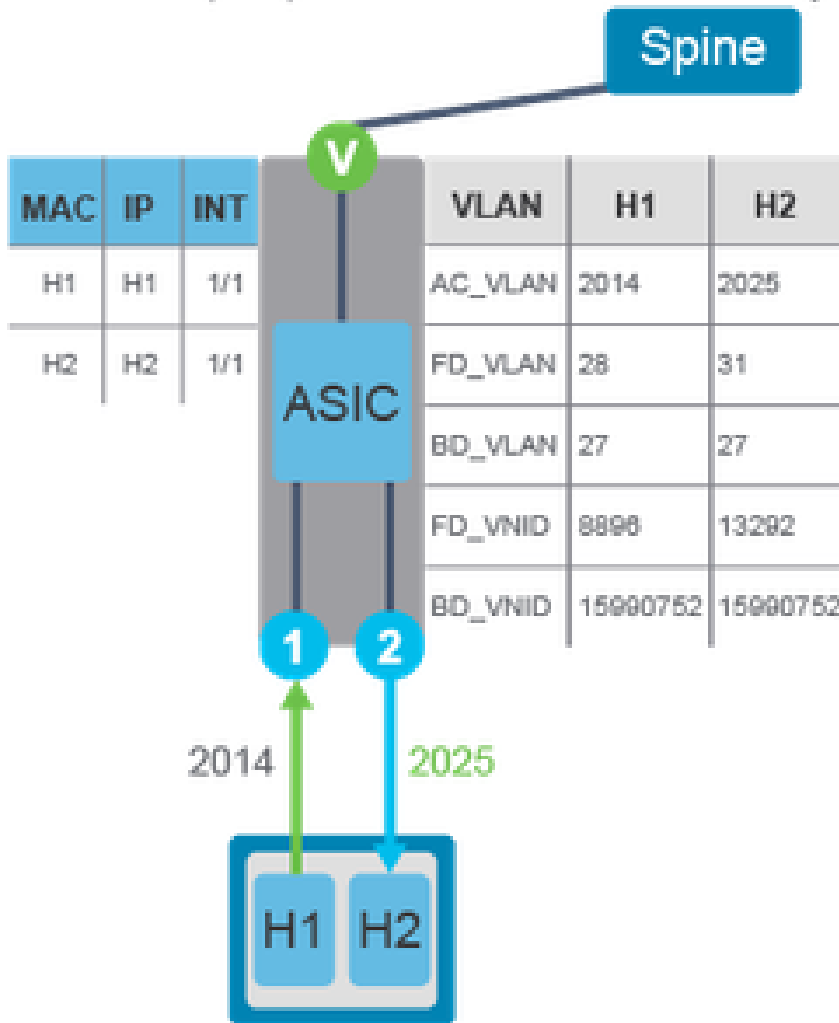 Spine
V
MAC IP INT
H1 H1 1/1
H2 H2 1/1
VLAN H1 H2
AC_VLAN 2014 2025
FD_VLAN 28 31
BD_VLAN 27 27
FD_VNID 8896 13292
BD_VNID 15990752 15990752
ASIC
1 2
2014 2025
H1 H2